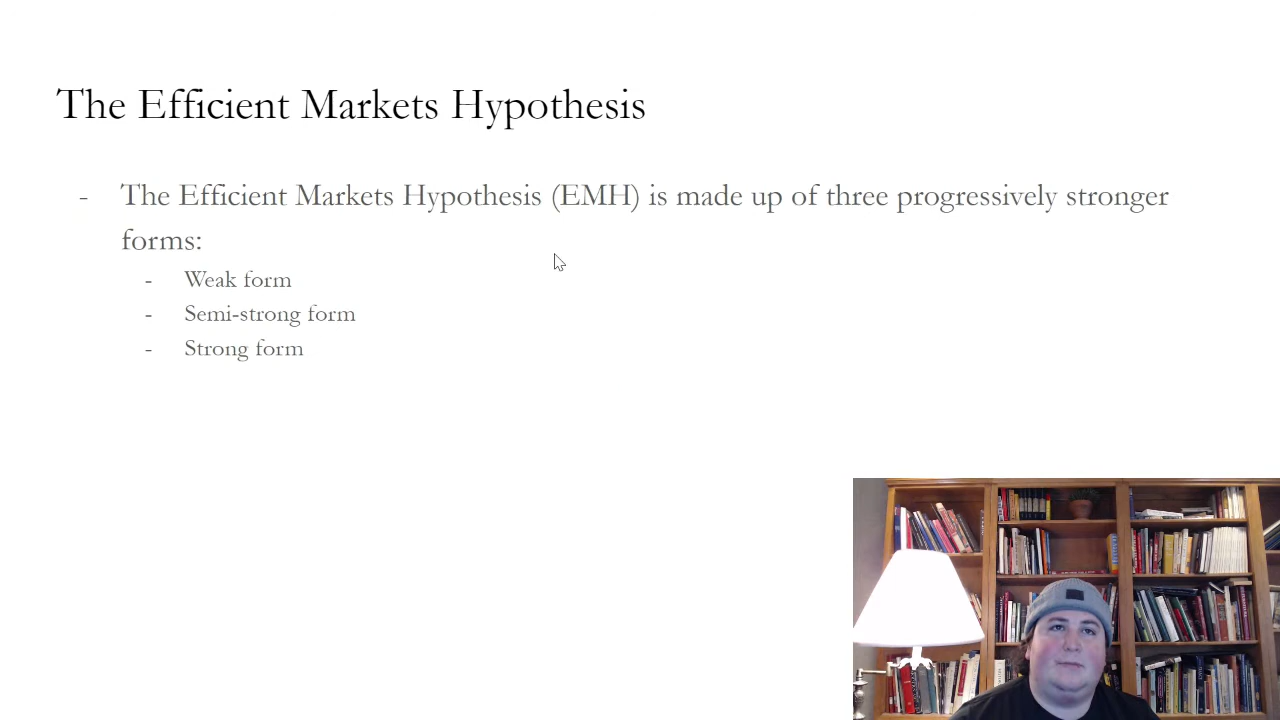 The Efficient Markets Hypothesis
- The Efficient Markets Hypothesis (EMH) is made up of three progressively stronger
forms:
- Weak form
- Semi-strong form
- Strong form